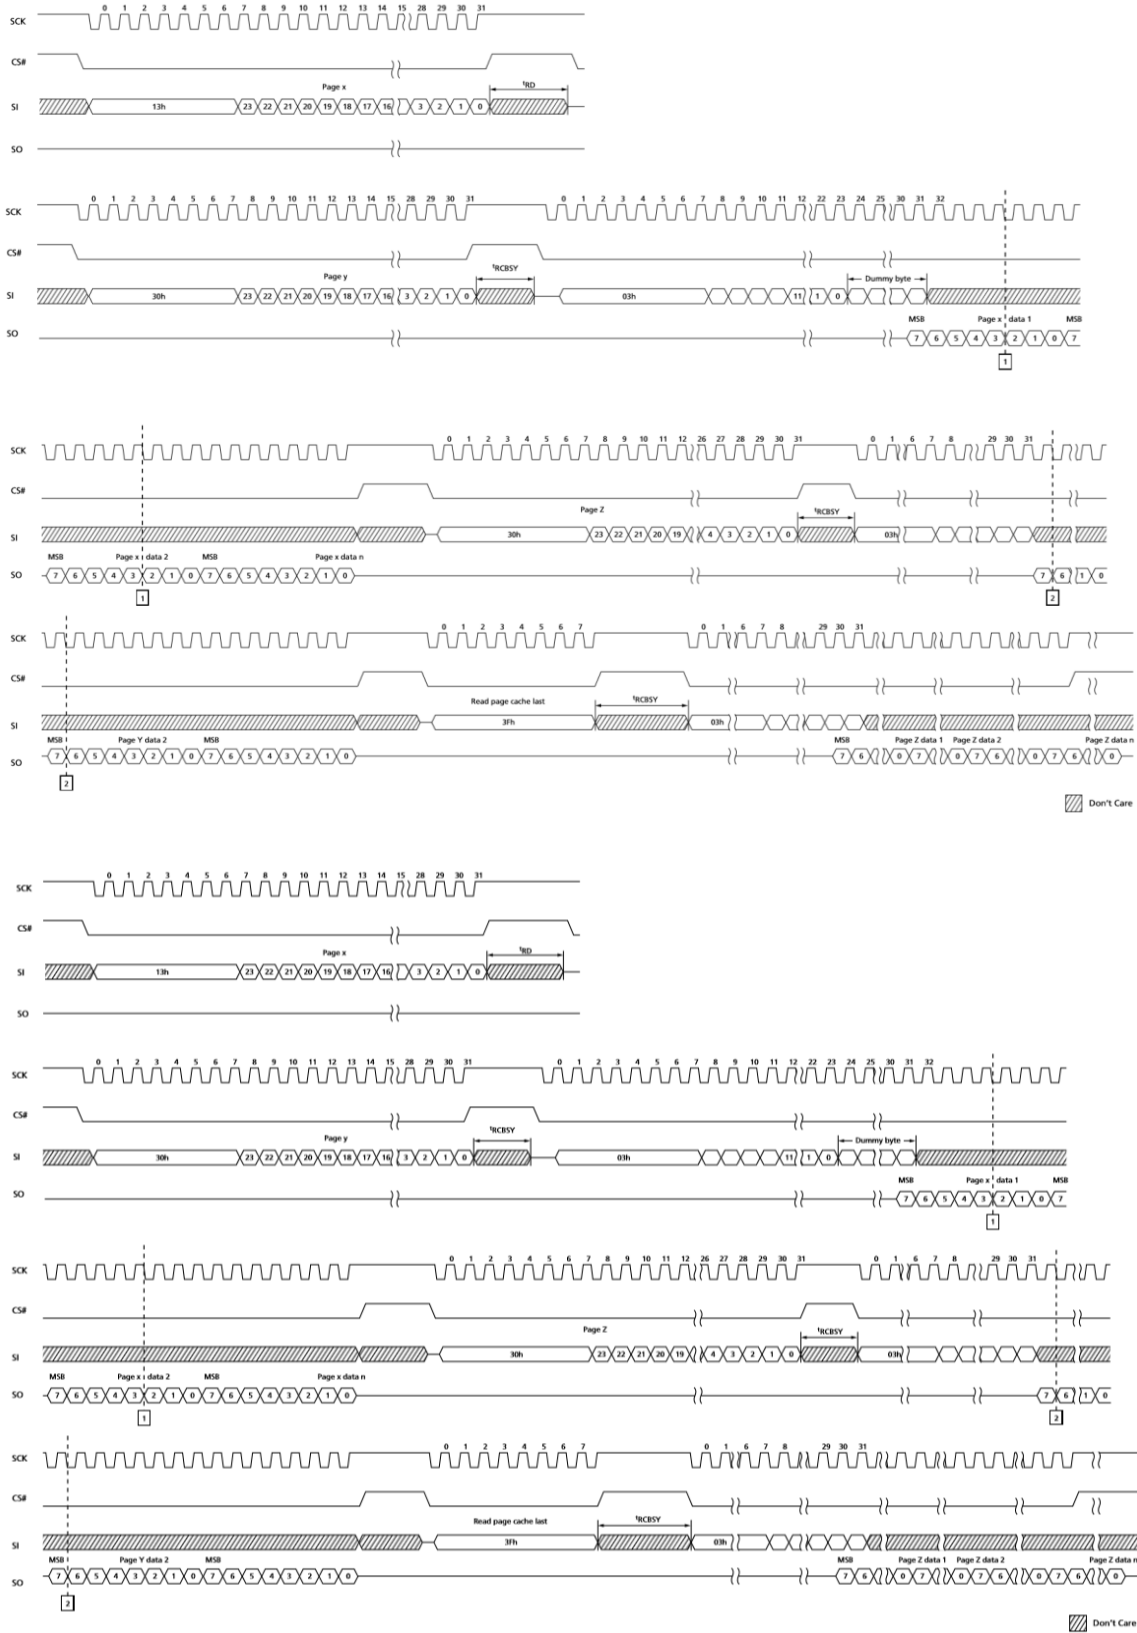 0 1 2 3 4 5 6 7 8 9 10 11 12 13 14 15 28 29 30 31
SCK
CS#
Page x
tRD
SI 13h 23 22 21 20 19 18 17 16 3 2 1 0
SO
0 1 2 3 4 5 6 7 8 9 10 11 12 13 14 15 28 29 30 31 0 1 2 3 4 5 6 7 8 9 10 11 12 22 23 24 25 30 31 32
SCK
CS#
Page y
tRCBSY
Dummy byte
SI 30h 23 22 21 20 19 18 17 16 3 2 1 0 03h 11 1 0
MSB Page x data 1 MSB
SO 7 6 5 4 3 2 1 0 7
1
0 1 2 3 4 5 6 7 8 9 10 11 12 26 27 28 29 30 31 0 1 6 7 8 29 30 31
SCK
CS#
Page Z
tRCBSY
SI 30h 23 22 21 20 19 4 3 2 1 0 03h
MSB Page x data 2 MSB Page x data n
SO 7 6 5 4 3 2 1 0 7 6 5 4 3 2 1 0 7 6 1 0
1 2
0 1 2 3 4 5 6 7 0 1 6 7 8 29 30 31
SCK
CS#
Read page cache last
tRCBSY
SI 3Fh 03h
MSB Page Y data 2 MSB MSB Page Z data 1 Page Z data 2 Page Z data n
SO 7 6 5 4 3 2 1 0 7 6 5 4 3 2 1 0 7 6 0 7 0 7 6 0 7 6 0
2
Don't Care
0 1 2 3 4 5 6 7 8 9 10 11 12 13 14 15 28 29 30 31
SCK
CS#
Page x
tRD
SI 13h 23 22 21 20 19 18 17 16 3 2 1 0
SO
0 1 2 3 4 5 6 7 8 9 10 11 12 13 14 15 28 29 30 31 0 1 2 3 4 5 6 7 8 9 10 11 12 22 23 24 25 30 31 32
SCK
CS#
Page y
tRCBSY
Dummy byte
SI 30h 23 22 21 20 19 18 17 16 3 2 1 0 03h 11 1 0
MSB Page x data 1 MSB
SO 7 6 5 4 3 2 1 0 7
1
0 1 2 3 4 5 6 7 8 9 10 11 12 26 27 28 29 30 31 0 1 6 7 8 29 30 31
SCK
CS#
Page Z
tRCBSY
SI 30h 23 22 21 20 19 4 3 2 1 0 03h
MSB Page x data 2 MSB Page x data n
SO 7 6 5 4 3 2 1 0 7 6 5 4 3 2 1 0 7 6 1 0
1 2
0 1 2 3 4 5 6 7 0 1 6 7 8 29 30 31
SCK
CS#
Read page cache last
tRCBSY
SI 3Fh 03h
MSB Page Y data 2 MSB MSB Page Z data 1 Page Z data 2 Page Z data n
SO 7 6 5 4 3 2 1 0 7 6 5 4 3 2 1 0 7 6 0 7 0 7 6 0 7 6 0
2
Don't Care